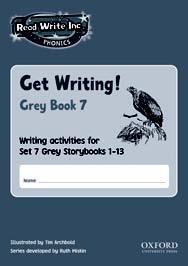 Read Write Inc.
PHONICS
Get Writing!
Grey Book 7
Writing activities for
Set 7 Grey Storybooks 1-13
Name
Illustrated by Tim Archbold
Series developed by Ruth Miskin
OXFORD
UNIVERSITY PRESS